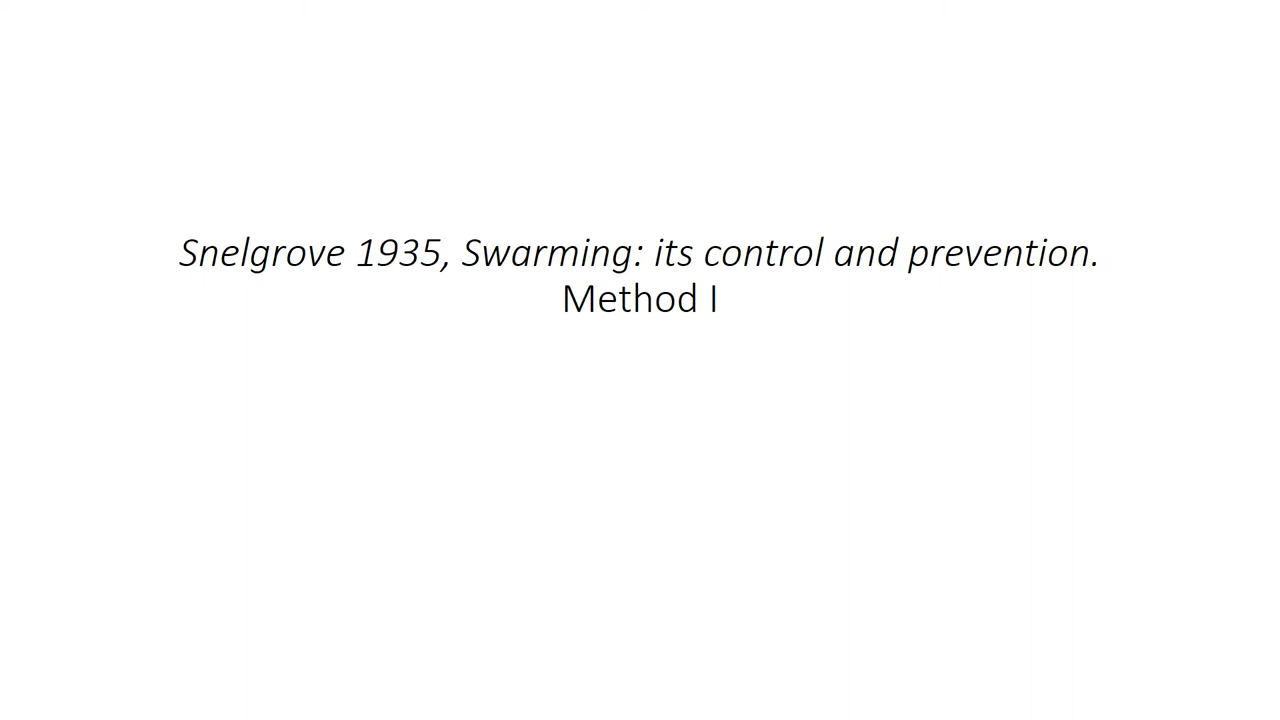 Snelgrove 1935, Swarming: its control and prevention.
Method I